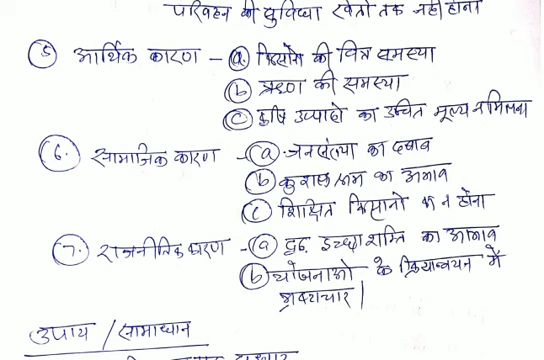 परिवहन की सुविधा खेतो तक नही होना
(5) आर्थिक कारण - (a) किसानो की वित्त समस्या
(b) ऋण की समस्या
(c) कृषि उत्पादो का उचित मूल्य न मिलना
(6.) सामाजिक कारण - (a) जनसंख्या का दबाव
(b) कुशल श्रम का अभाव
(c) शिक्षित किसानो का न होना
(7.) राजनीतिक कारण - (a) दृढ़ इच्छाशक्ति का अभाव
(b) योजनाओ के क्रियान्वयन में
भ्रष्टाचार|
उपाय / समाधान